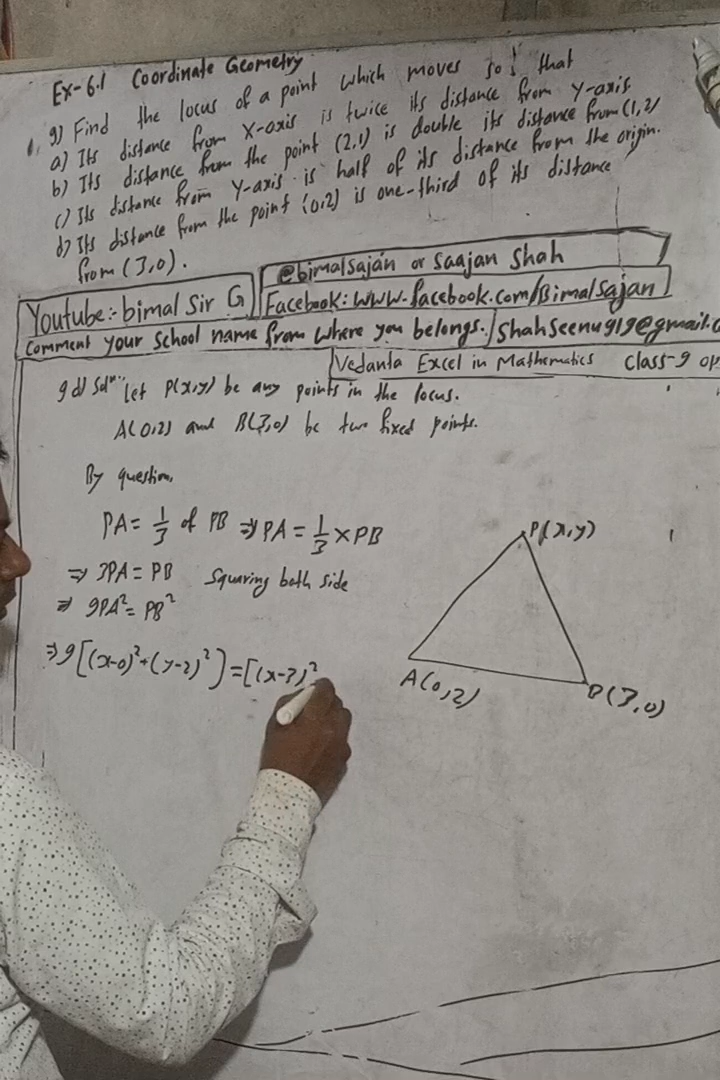 Ex-6.1 Coordinate Geometry
9) Find the locus of a point which moves so that
a) Its distance from X-axis is twice its distance from Y-axis.
b) Its distance from the point (2,1) is double its distance from (1,2)
c) Its distance from Y-axis is half of its distance from the origin.
d) Its distance from the point (0,2) is one-third of its distance
from (3,0).
@bimalsajan or Saajan Shah
Youtube:- bimal Sir G
Facebook: www.facebook.com/Bimalsajan
Comment your school name from where you belongs. / Shahseenu919@gmail.c
Vedanta Excel in Mathematics Class-9 op
9 d) Solⁿ: Let P(x,y) be any points in the locus.
A(0,2) and B(3,0) be two fixed points.
By question,
PA = 1/3 of PB ⇒ PA = 1/3 × PB
⇒ 3PA = PB Squaring both side
⇒ 9PA² = PB²
⇒ 9[(x-0)²+(y-2)²] = [(x-3)²
P(x,y)
A(0,2)
B(3,0)